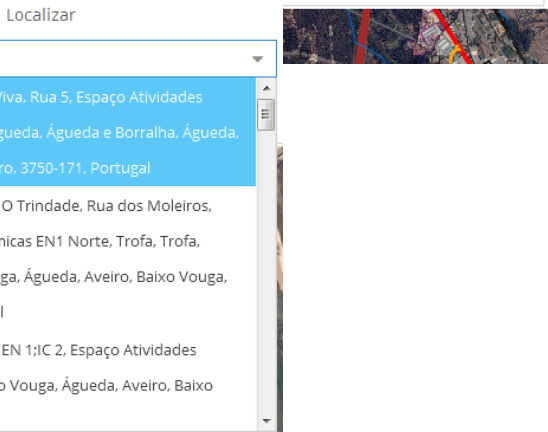 Localizar
Viva, Rua 5, Espaço Atividades
gueda, Águeda e Borralha, Águeda,
ro, 3750-171, Portugal
O Trindade, Rua dos Moleiros,
micas EN1 Norte, Trofa, Trofa,
ga, Águeda, Aveiro, Baixo Vouga,
l
EN 1;IC 2, Espaço Atividades
o Vouga, Águeda, Aveiro, Baixo